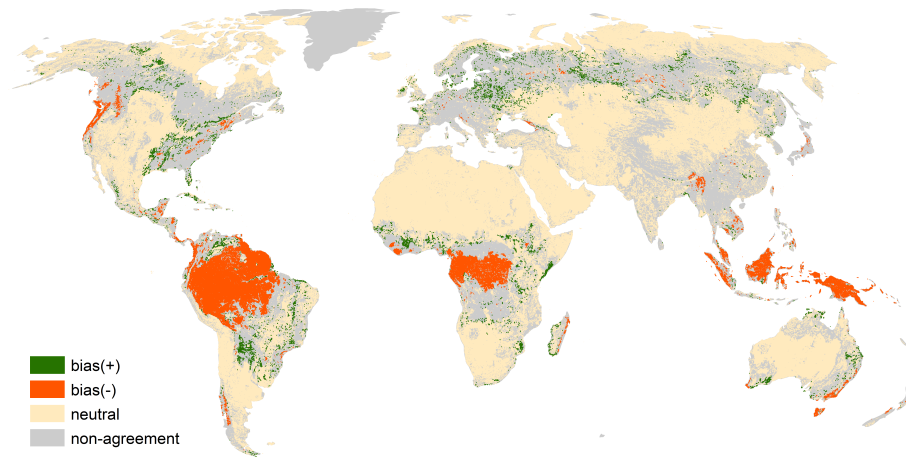 bias(+)
bias(-)
neutral
non-agreement